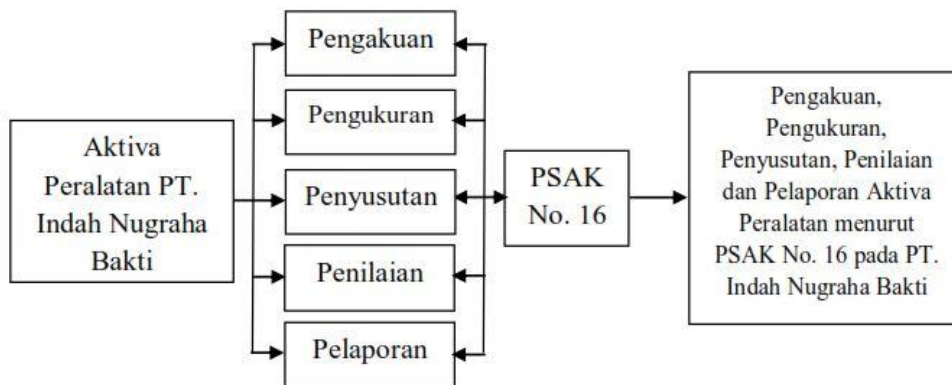 Aktiva
Peralatan PT.
Indah Nugraha
Bakti
Pengakuan
Pengukuran
Penyusutan
Penilaian
Pelaporan
PSAK
No. 16
Pengakuan,
Pengukuran,
Penyusutan, Penilaian
dan Pelaporan Aktiva
Peralatan menurut
PSAK No. 16 pada PT.
Indah Nugraha Bakti